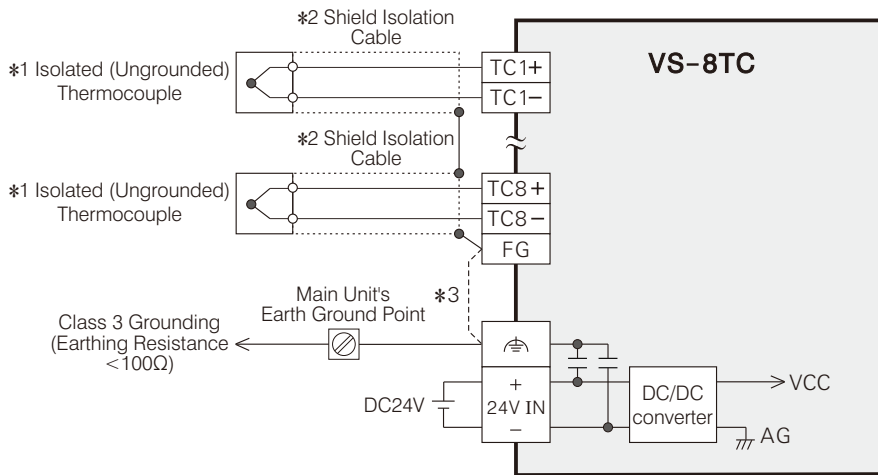 *2 Shield Isolation
Cable
*1 Isolated (Ungrounded)
Thermocouple
TC1+
TC1−
VS−8TC
*2 Shield Isolation
Cable
*1 Isolated (Ungrounded)
Thermocouple
TC8+
TC8−
FG
*3
Main Unit's
Earth Ground Point
Class 3 Grounding
(Earthing Resistance
<100Ω)
DC24V
+
24V IN
−
DC/DC
converter
VCC
AG